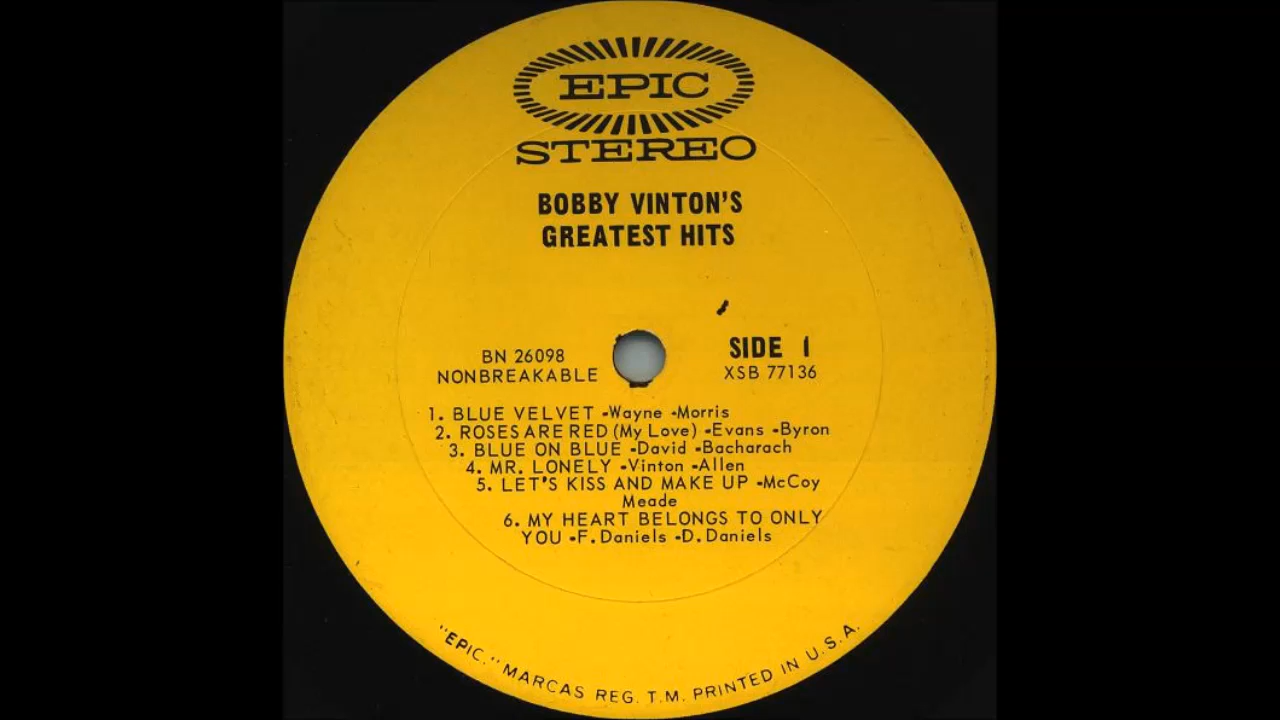 EPIC
STEREO
BOBBY VINTON'S
GREATEST HITS
BN 26098
NONBREAKABLE
SIDE 1
XSB 77136
1. BLUE VELVET -Wayne -Morris
2. ROSES ARE RED (My Love) -Evans -Byron
3. BLUE ON BLUE -David -Bacharach
4. MR. LONELY -Vinton -Allen
5. LET'S KISS AND MAKE UP -McCoy
Meade
6. MY HEART BELONGS TO ONLY
YOU -F. Daniels -D. Daniels
"EPIC," MARCAS REG. T.M. PRINTED IN U.S.A.